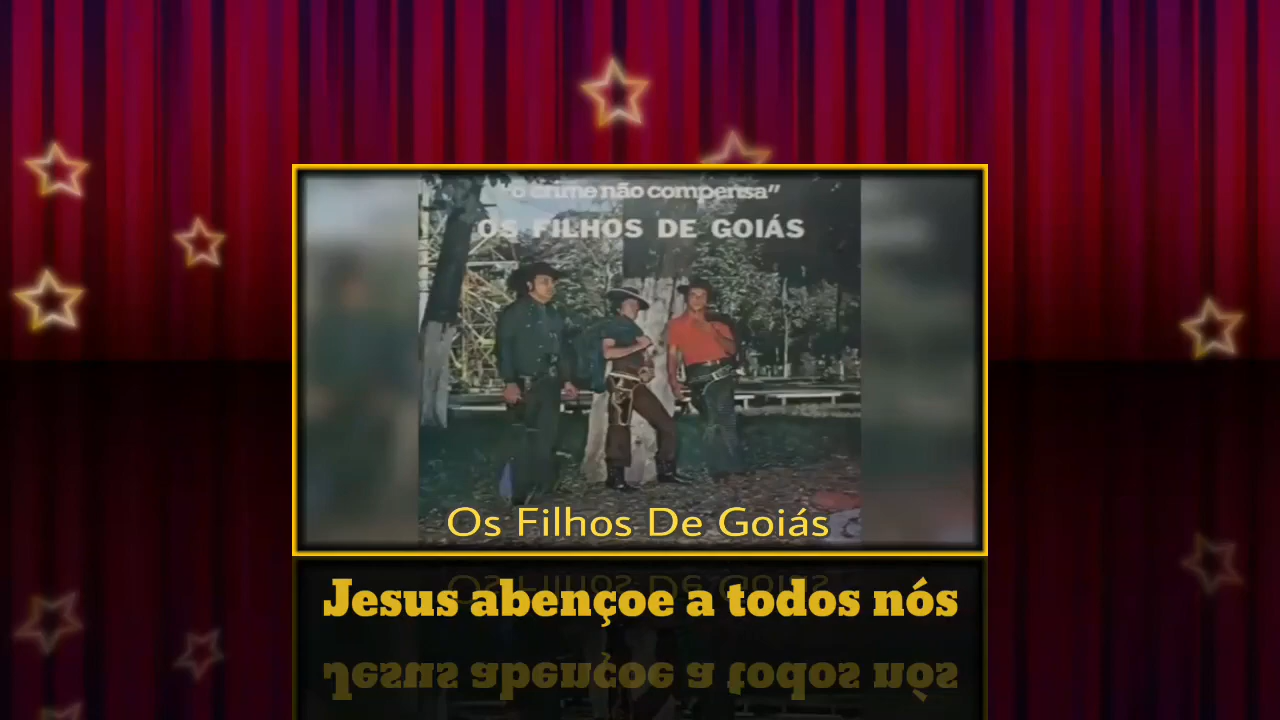 "o crime não compensa"
OS FILHOS DE GOIÁS
Os Filhos De Goiás
Jesus abençoe a todos nós